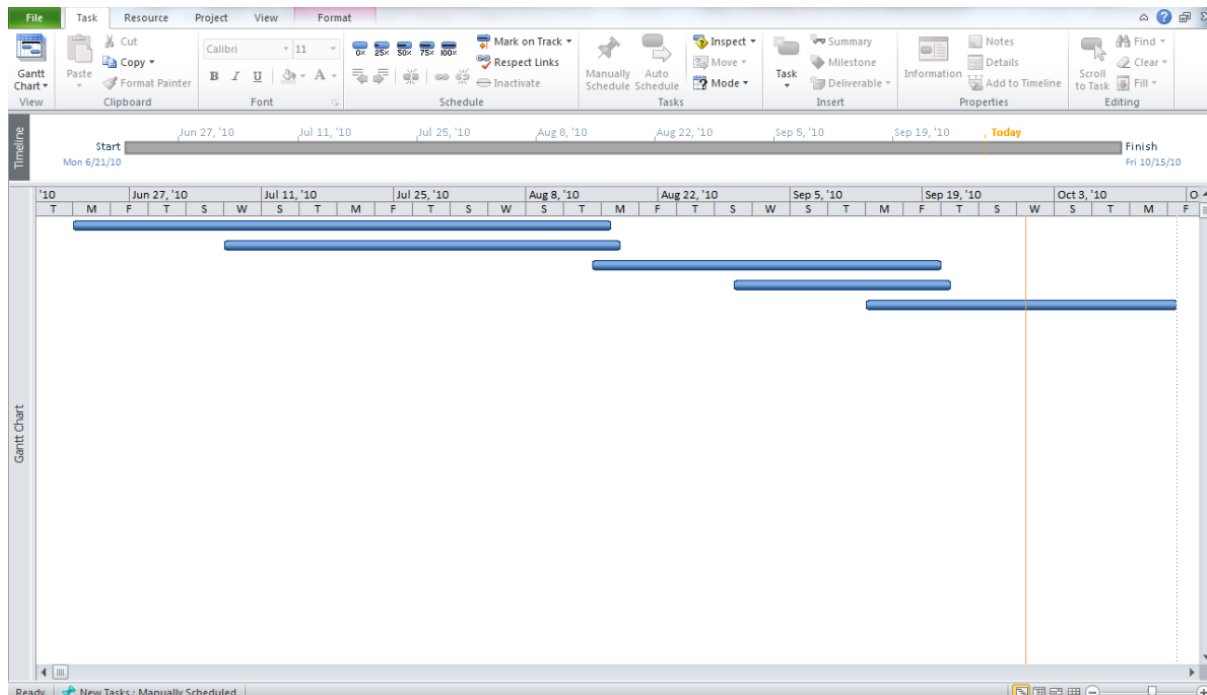 File Task Resource Project View Format
Cut
Copy
Format Painter
Paste
Gantt Chart
View
Clipboard
Calibri 11
B I U A
Font
0% 25% 50% 75% 100%
Mark on Track
Respect Links
Inactivate
Schedule
Manually Schedule
Auto Schedule
Inspect
Move
Mode
Tasks
Task
Summary
Milestone
Deliverable
Insert
Information
Notes
Details
Add to Timeline
Properties
Scroll to Task
Find
Clear
Fill
Editing
Timeline
Jun 27, '10 Jul 11, '10 Jul 25, '10 Aug 8, '10 Aug 22, '10 Sep 5, '10 Sep 19, '10 Today
Start Finish
Mon 6/21/10 Fri 10/15/10
'10 Jun 27, '10 Jul 11, '10 Jul 25, '10 Aug 8, '10 Aug 22, '10 Sep 5, '10 Sep 19, '10 Oct 3, '10 O
T M F T S W S T M F T S W S T M F T S W S T M F T S W S T M F
Gantt Chart
Ready New Tasks : Manually Scheduled